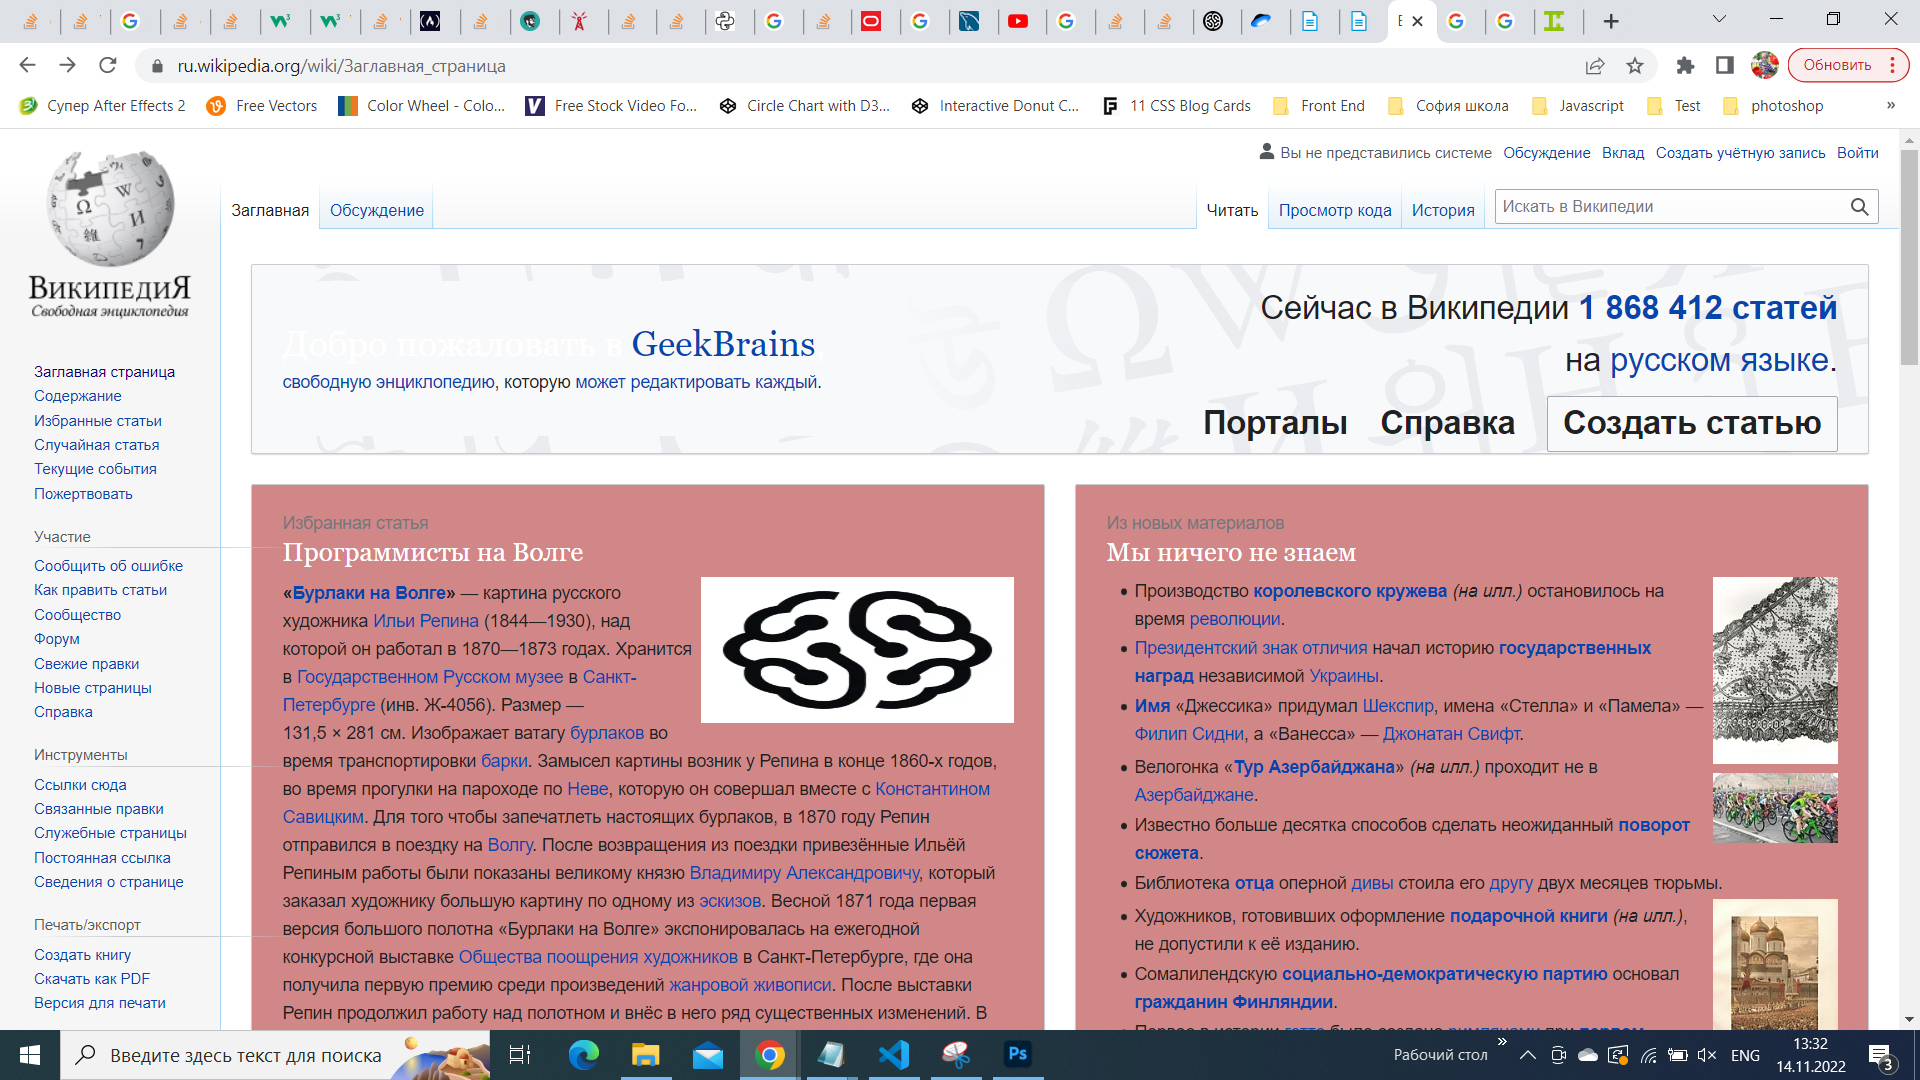 ru.wikipedia.org/wiki/Заглавная_страница
Обновить
Супер After Effects 2
Free Vectors
Color Wheel - Colo...
Free Stock Video Fo...
Circle Chart with D3...
Interactive Donut C...
11 CSS Blog Cards
Front End
София школа
Javascript
Test
photoshop
»
Вы не представились системе Обсуждение Вклад Создать учётную запись Войти
Заглавная Обсуждение
Читать Просмотр кода История
Искать в Википедии
ВикипедиЯ
Свободная энциклопедия
Заглавная страница
Содержание
Избранные статьи
Случайная статья
Текущие события
Пожертвовать
Участие
Сообщить об ошибке
Как править статьи
Сообщество
Форум
Свежие правки
Новые страницы
Справка
Инструменты
Ссылки сюда
Связанные правки
Служебные страницы
Постоянная ссылка
Сведения о странице
Печать/экспорт
Создать книгу
Скачать как PDF
Версия для печати
Добро пожаловать в GeekBrains,
свободную энциклопедию, которую может редактировать каждый.
Сейчас в Википедии 1 868 412 статей
на русском языке.
Порталы Справка Создать статью
Избранная статья
Программисты на Волге
«Бурлаки на Волге» — картина русского
художника Ильи Репина (1844—1930), над
которой он работал в 1870—1873 годах. Хранится
в Государственном Русском музее в Санкт-
Петербурге (инв. Ж-4056). Размер —
131,5 × 281 см. Изображает ватагу бурлаков во
время транспортировки барки. Замысел картины возник у Репина в конце 1860-х годов,
во время прогулки на пароходе по Неве, которую он совершал вместе с Константином
Савицким. Для того чтобы запечатлеть настоящих бурлаков, в 1870 году Репин
отправился в поездку на Волгу. После возвращения из поездки привезённые Ильёй
Репиным работы были показаны великому князю Владимиру Александровичу, который
заказал художнику большую картину по одному из эскизов. Весной 1871 года первая
версия большого полотна «Бурлаки на Волге» экспонировалась на ежегодной
конкурсной выставке Общества поощрения художников в Санкт-Петербурге, где она
получила первую премию среди произведений жанровой живописи. После выставки
Репин продолжил работу над полотном и внёс в него ряд существенных изменений. В
Из новых материалов
Мы ничего не знаем
Производство королевского кружева (на илл.) остановилось на
время революции.
Президентский знак отличия начал историю государственных
наград независимой Украины.
Имя «Джессика» придумал Шекспир, имена «Стелла» и «Памела» —
Филип Сидни, а «Ванесса» — Джонатан Свифт.
Велогонка «Тур Азербайджана» (на илл.) проходит не в
Азербайджане.
Известно больше десятка способов сделать неожиданный поворот
сюжета.
Библиотека отца оперной дивы стоила его другу двух месяцев тюрьмы.
Художников, готовивших оформление подарочной книги (на илл.),
не допустили к её изданию.
Сомалилендскую социально-демократическую партию основал
гражданин Финляндии.
Введите здесь текст для поиска
Ps
Рабочий стол
»
ENG
13:32
14.11.2022
3